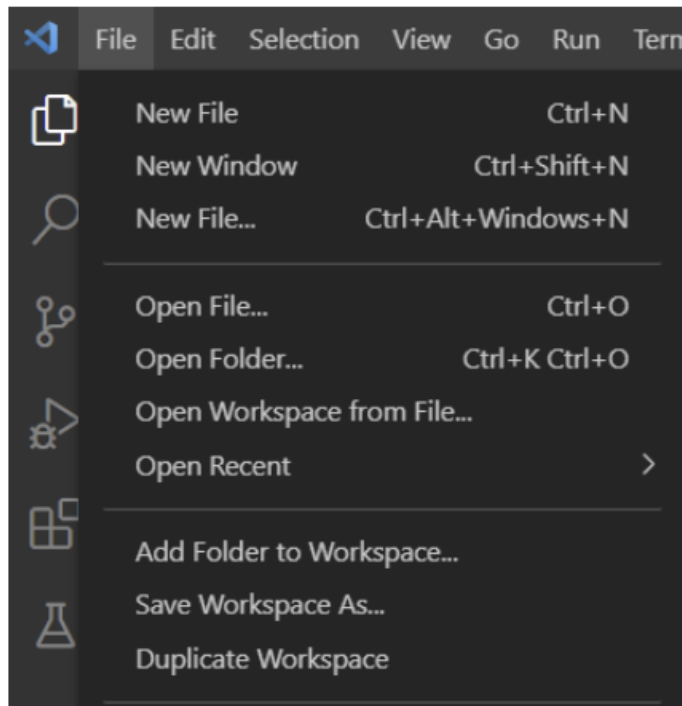 File Edit Selection View Go Run Term
New File Ctrl+N
New Window Ctrl+Shift+N
New File... Ctrl+Alt+Windows+N
Open File... Ctrl+O
Open Folder... Ctrl+K Ctrl+O
Open Workspace from File...
Open Recent
Add Folder to Workspace...
Save Workspace As...
Duplicate Workspace